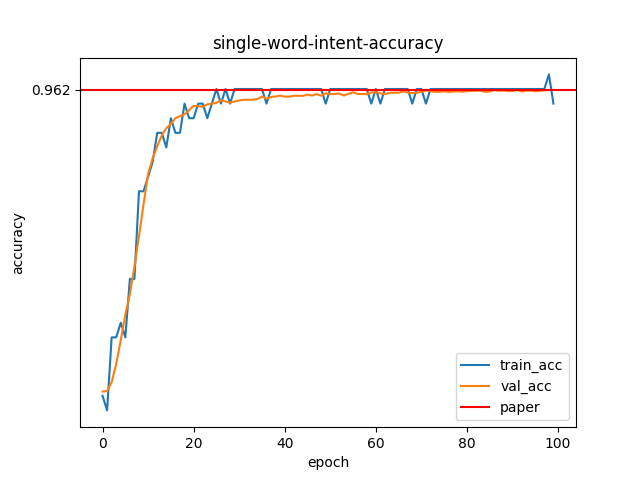 single-word-intent-accuracy
0.962
accuracy
train_acc
val_acc
paper
0 20 40 60 80 100
epoch